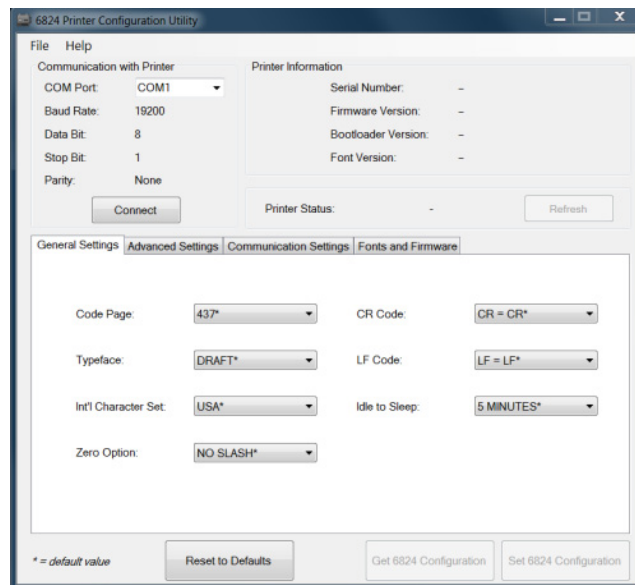 6824 Printer Configuration Utility
File Help
Communication with Printer
COM Port: COM1
Baud Rate: 19200
Data Bit: 8
Stop Bit: 1
Parity: None
Connect
Printer Information
Serial Number: –
Firmware Version: –
Bootloader Version: –
Font Version: –
Printer Status: - Refresh
General Settings Advanced Settings Communication Settings Fonts and Firmware
Code Page: 437* CR Code: CR = CR*
Typeface: DRAFT* LF Code: LF = LF*
Int'l Character Set: USA* Idle to Sleep: 5 MINUTES*
Zero Option: NO SLASH*
* = default value Reset to Defaults Get 6824 Configuration Set 6824 Configuration